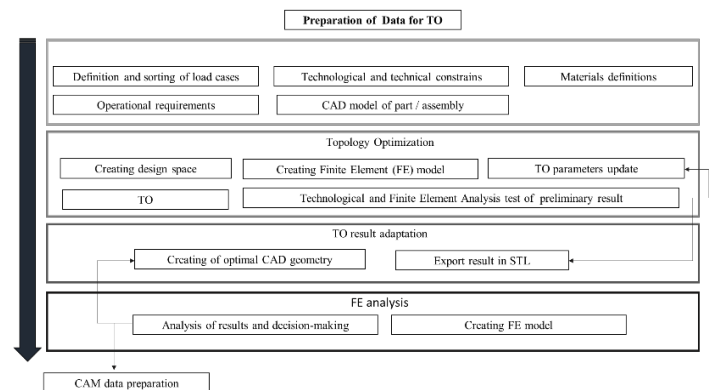 Preparation of Data for TO
Definition and sorting of load cases
Technological and technical constrains
Materials definitions
Operational requirements
CAD model of part / assembly
Topology Optimization
Creating design space
Creating Finite Element (FE) model
TO parameters update
TO
Technological and Finite Element Analysis test of preliminary result
TO result adaptation
Creating of optimal CAD geometry
Export result in STL
FE analysis
Analysis of results and decision-making
Creating FE model
CAM data preparation